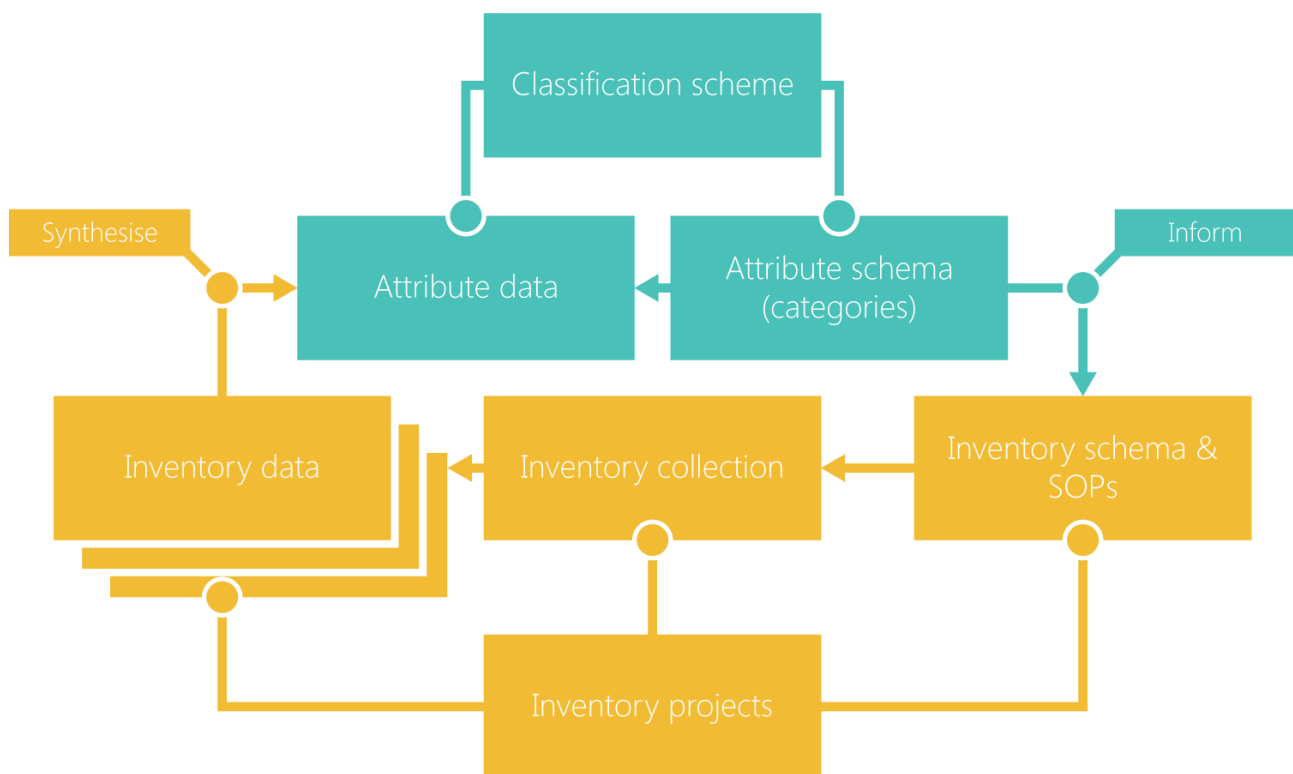 Classification scheme
Synthesise
Attribute data
Attribute schema
(categories)
Inform
Inventory data
Inventory collection
Inventory schema &
SOPs
Inventory projects